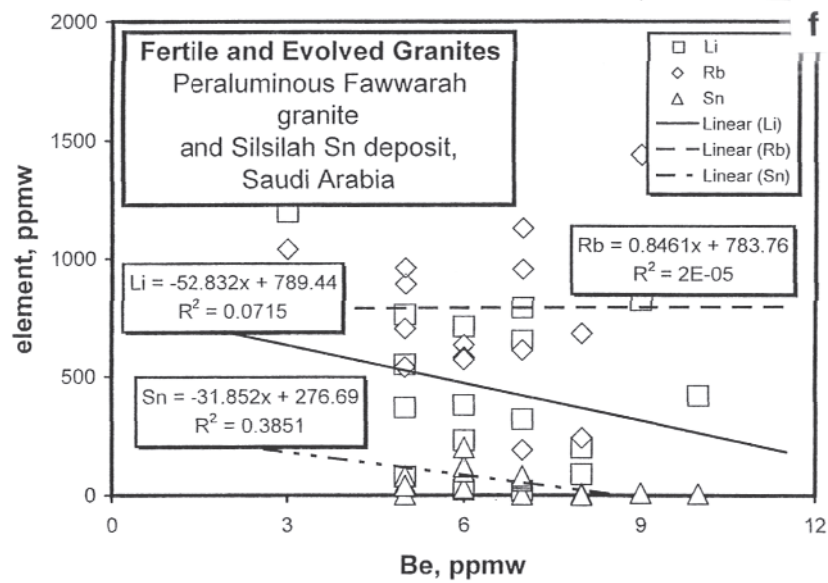 f
2000
1500
1000
500
0
element, ppmw
Fertile and Evolved Granites
Peraluminous Fawwarah
granite
and Silsilah Sn deposit,
Saudi Arabia
Li
Rb
Sn
Linear (Li)
Linear (Rb)
Linear (Sn)
Rb = 0.8461x + 783.76
R² = 2E-05
Li = -52.832x + 789.44
R² = 0.0715
Sn = -31.852x + 276.69
R² = 0.3851
0 3 6 9 12
Be, ppmw